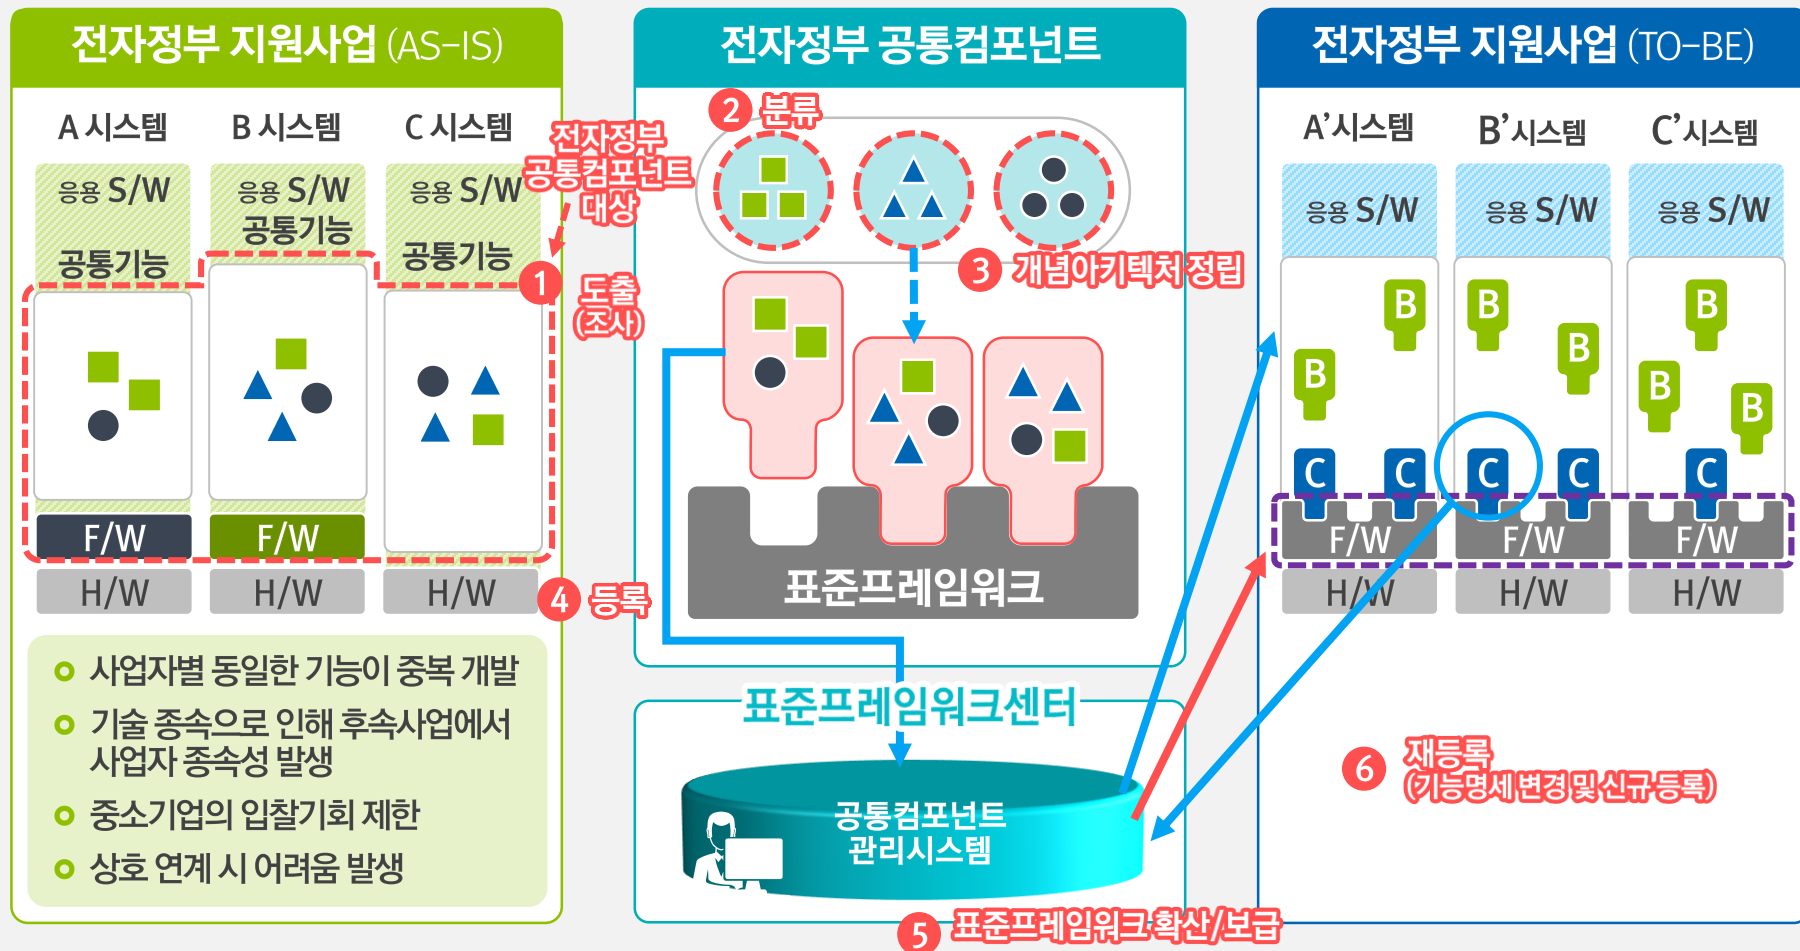 전자정부 지원사업 (AS-IS)
A 시스템
B 시스템
C 시스템
응용 S/W
공통기능
응용 S/W
공통기능
응용 S/W
공통기능
전자정부
공통컴포넌트
대상
1
도출
(조사)
F/W
F/W
H/W
H/W
H/W
4 등록
사업자별 동일한 기능이 중복 개발
기술 종속으로 인해 후속사업에서
사업자 종속성 발생
중소기업의 입찰기회 제한
상호 연계 시 어려움 발생
전자정부 공통컴포넌트
2 분류
3 개념아키텍처 정립
표준프레임워크
표준프레임워크센터
공통컴포넌트
관리시스템
5 표준프레임워크 확산/보급
전자정부 지원사업 (TO-BE)
A’시스템
B’시스템
C’시스템
응용 S/W
응용 S/W
응용 S/W
B
B
B
B
B
B
B
C
C
C
C
C
F/W
F/W
F/W
H/W
H/W
H/W
6 재등록
(기능명세 변경 및 신규 등록)